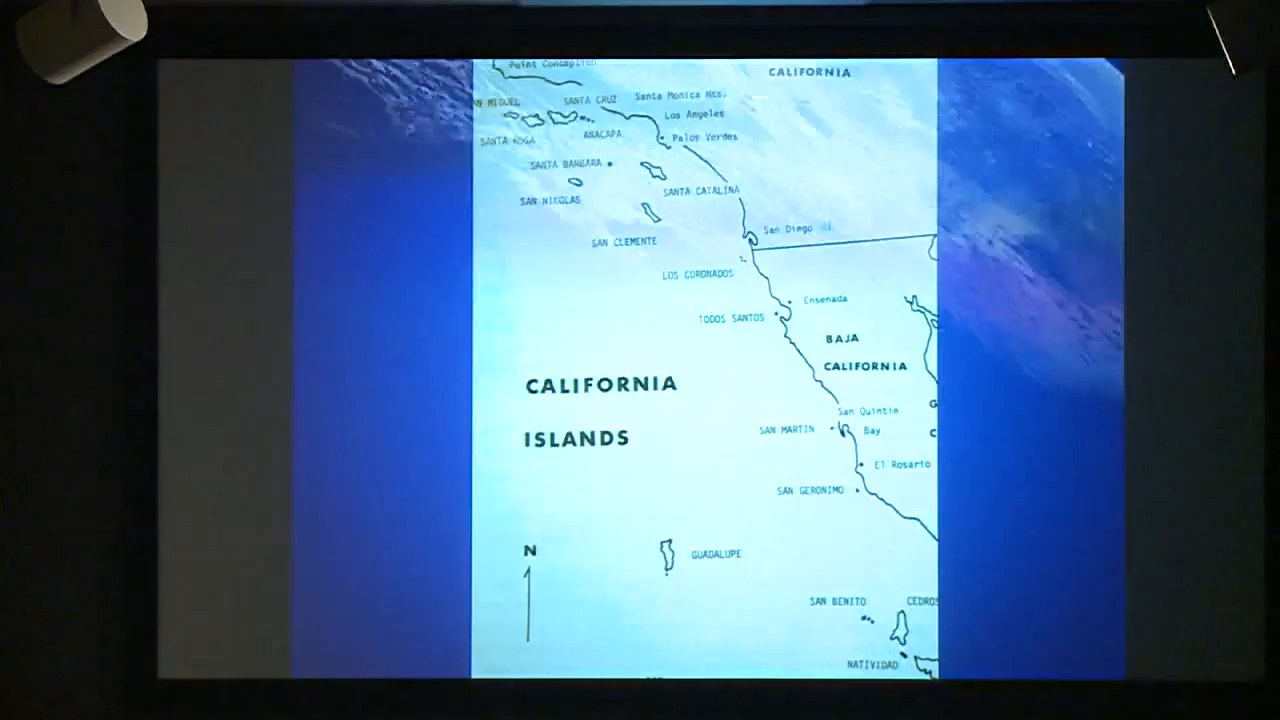 Point Conception
CALIFORNIA
N MIGUEL
SANTA CRUZ
Santa Monica Mts.
Los Angeles
ANACAPA
Palos Verdes
SANTA ROSA
SANTA BARBARA
SANTA CATALINA
SAN NICOLAS
San Diego
SAN CLEMENTE
LOS CORONADOS
Ensenada
TODOS SANTOS
BAJA
CALIFORNIA
CALIFORNIA
ISLANDS
G
San Quintin
Bay
C
SAN MARTIN
El Rosario
SAN GERONIMO
N
GUADALUPE
SAN BENITO
CEDROS
NATIVIDAD